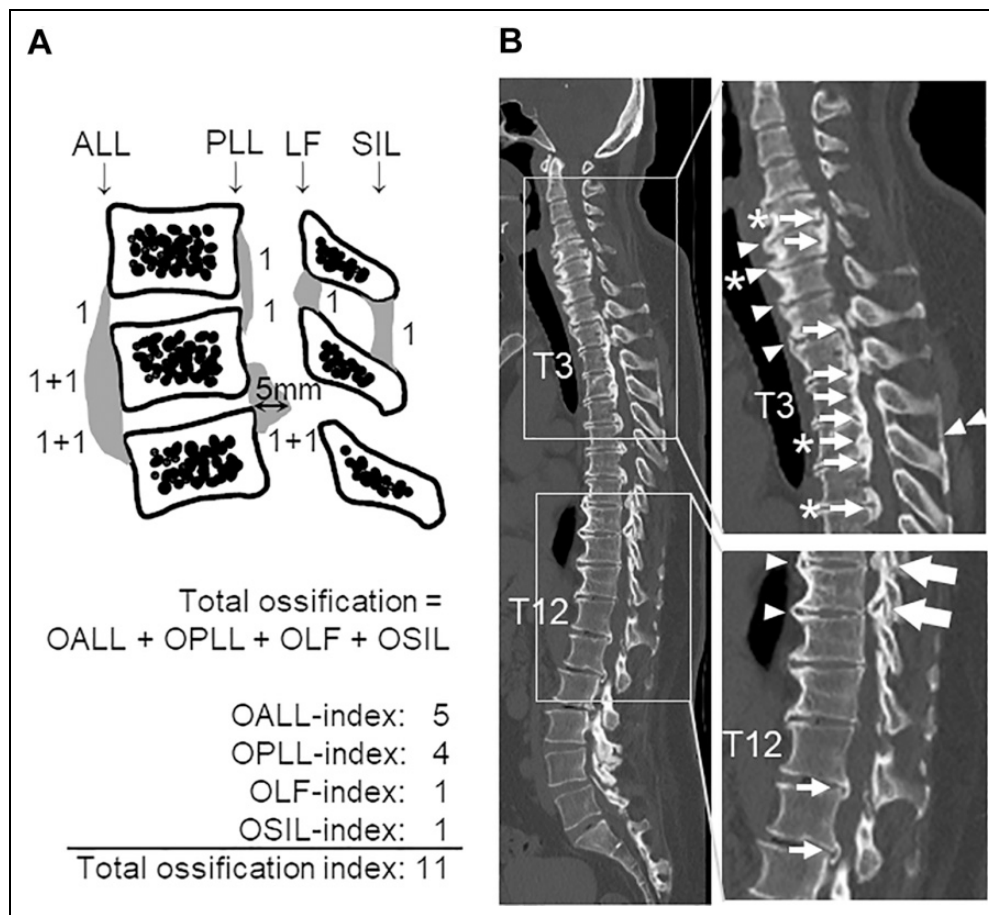 A
ALL PLL LF SIL
1
1
1
1
1
1+1
5mm
1+1
1+1
Total ossification =
OALL + OPLL + OLF + OSIL
OALL-index: 5
OPLL-index: 4
OLF-index: 1
OSIL-index: 1
Total ossification index: 11
B
T3
T12
*
*
T3
*
*
T12